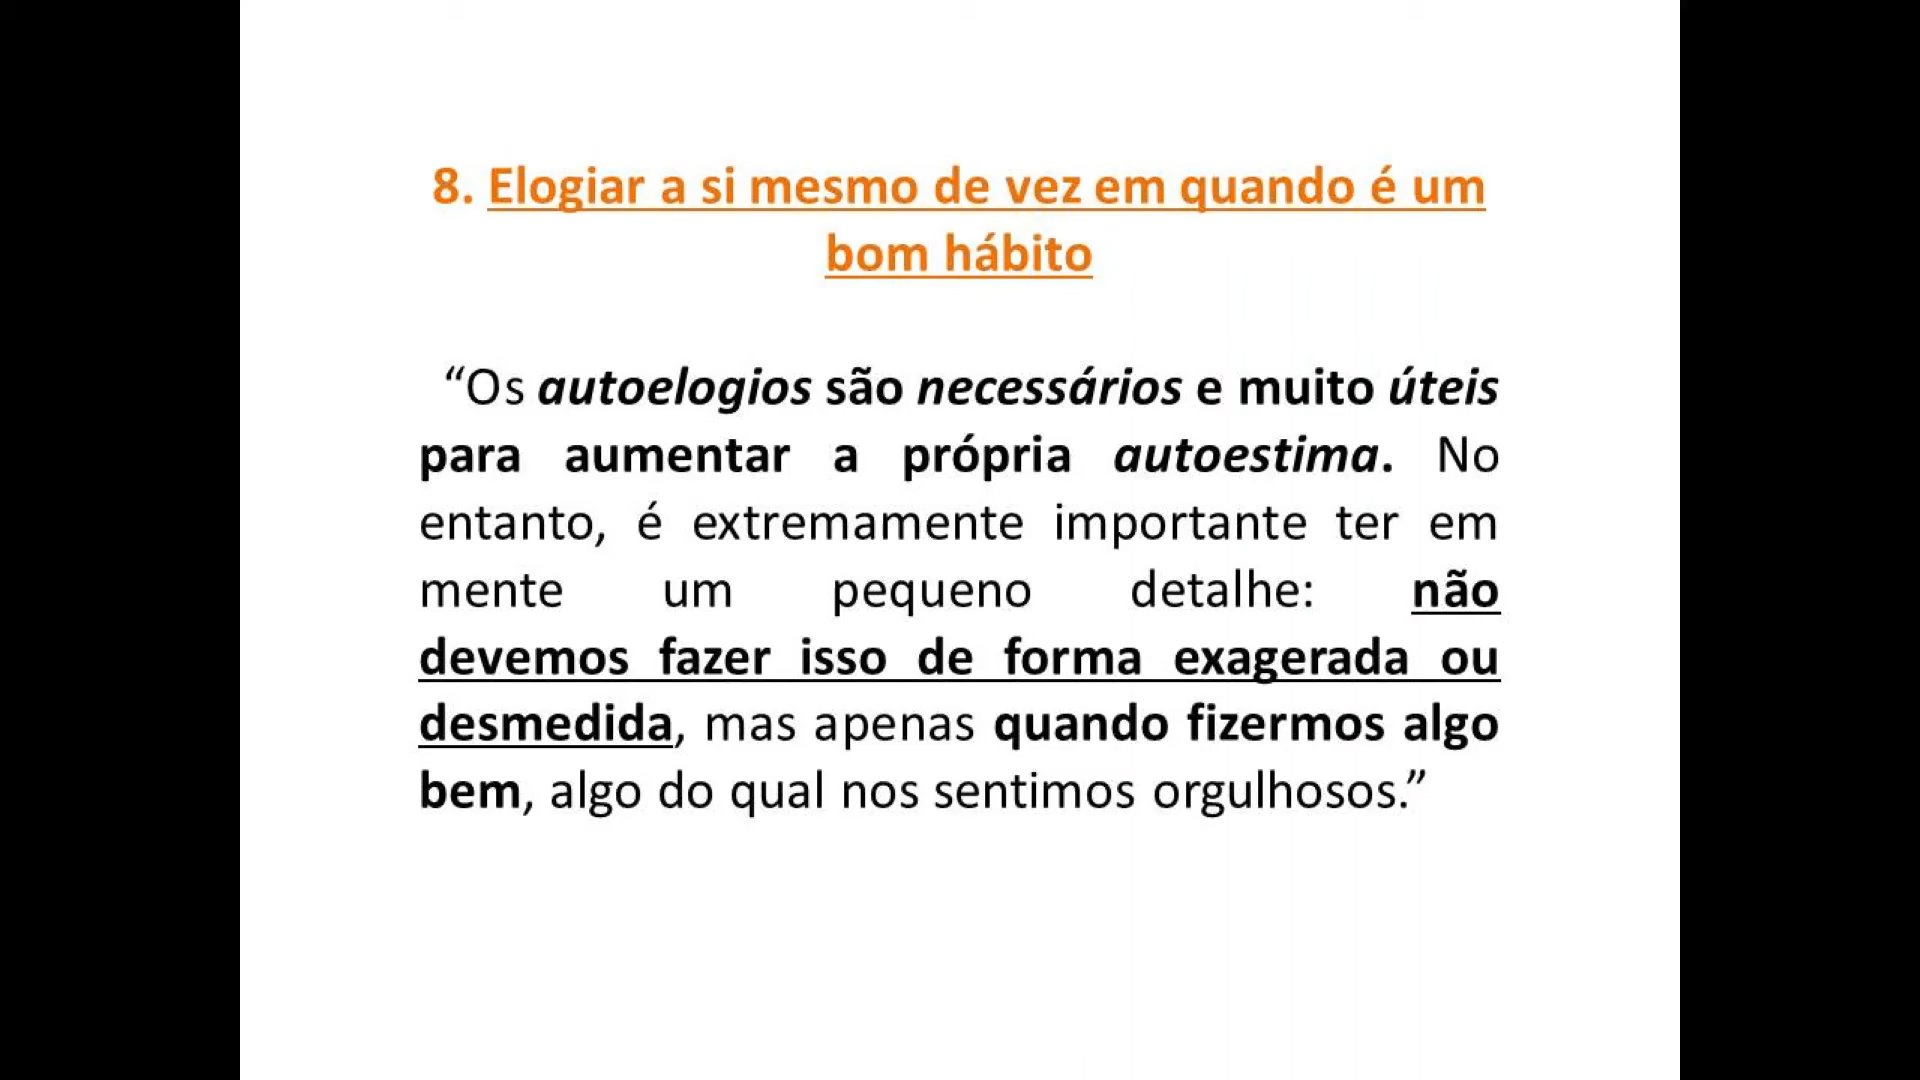 8. Elogiar a si mesmo de vez em quando é um
bom hábito
“Os autoelogios são necessários e muito úteis
para aumentar a própria autoestima. No
entanto, é extremamente importante ter em
mente um pequeno detalhe: não
devemos fazer isso de forma exagerada ou
desmedida, mas apenas quando fizermos algo
bem, algo do qual nos sentimos orgulhosos.”